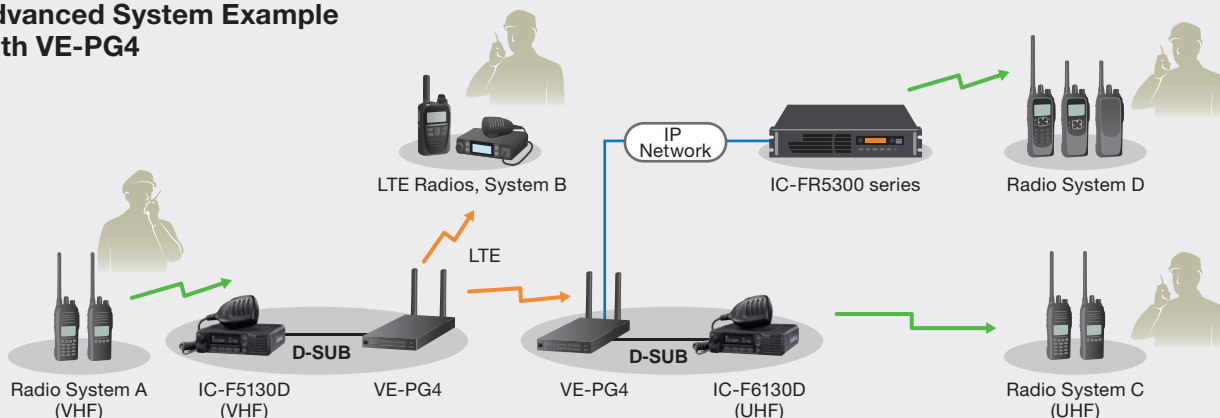 dvanced System Example
th VE-PG4
IP
Network
LTE Radios, System B
IC-FR5300 series
Radio System D
LTE
D-SUB
D-SUB
Radio System A
(VHF)
IC-F5130D
(VHF)
VE-PG4
VE-PG4
IC-F6130D
(UHF)
Radio System C
(UHF)